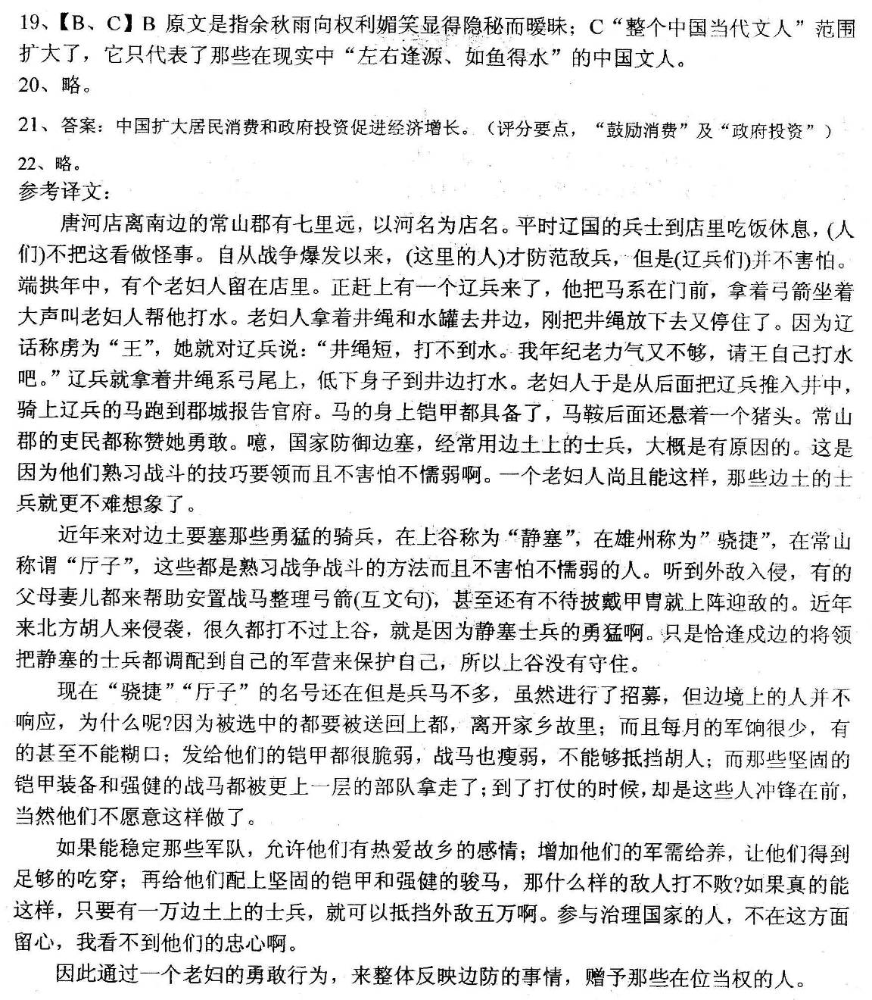 19、【B、C】B 原文是指余秋雨向权利媚笑显得隐秘而暧昧；C“整个中国当代文人”范围
扩大了，它只代表了那些在现实中“左右逢源、如鱼得水”的中国文人。
20、略。
21、答案：中国扩大居民消费和政府投资促进经济增长。（评分要点，“鼓励消费”及“政府投资”）
22、略。
参考译文：
唐河店离南边的常山郡有七里远，以河名为店名。平时辽国的兵士到店里吃饭休息，(人
们)不把这看做怪事。自从战争爆发以来，(这里的人)才防范敌兵，但是(辽兵们)并不害怕。
端拱年中，有个老妇人留在店里。正赶上有一个辽兵来了，他把马系在门前，拿着弓箭坐着
大声叫老妇人帮他打水。老妇人拿着井绳和水罐去井边，刚把井绳放下去又停住了。因为辽
话称虏为“王”，她就对辽兵说：“井绳短，打不到水。我年纪老力气又不够，请王自己打水
吧。”辽兵就拿着井绳系弓尾上，低下身子到井边打水。老妇人于是从后面把辽兵推入井中，
骑上辽兵的马跑到郡城报告官府。马的身上铠甲都具备了，马鞍后面还悬着一个猪头。常山
郡的吏民都称赞她勇敢。噫，国家防御边塞，经常用边土上的士兵，大概是有原因的。这是
因为他们熟习战斗的技巧要领而且不害怕不懦弱啊。一个老妇人尚且能这样，那些边土的士
兵就更不难想象了。
近年来对边土要塞那些勇猛的骑兵，在上谷称为“静塞”，在雄州称为”骁捷”，在常山
称谓“厅子”，这些都是熟习战争战斗的方法而且不害怕不懦弱的人。听到外敌入侵，有的
父母妻儿都来帮助安置战马整理弓箭(互文句)，甚至还有不待披戴甲胄就上阵迎敌的。近年
来北方胡人来侵袭，很久都打不过上谷，就是因为静塞士兵的勇猛啊。只是恰逢戍边的将领
把静塞的士兵都调配到自己的军营来保护自己，所以上谷没有守住。
现在“骁捷”“厅子”的名号还在但是兵马不多，虽然进行了招募，但边境上的人并不
响应，为什么呢?因为被选中的都要被送回上都，离开家乡故里；而且每月的军饷很少，有
的甚至不能糊口；发给他们的铠甲都很脆弱，战马也瘦弱，不能够抵挡胡人；而那些坚固的
铠甲装备和强健的战马都被更上一层的部队拿走了；到了打仗的时候，却是这些人冲锋在前，
当然他们不愿意这样做了。
如果能稳定那些军队，允许他们有热爱故乡的感情；增加他们的军需给养，让他们得到
足够的吃穿；再给他们配上坚固的铠甲和强健的骏马，那什么样的敌人打不败?如果真的能
这样，只要有一万边土上的士兵，就可以抵挡外敌五万啊。参与治理国家的人，不在这方面
留心，我看不到他们的忠心啊。
因此通过一个老妇的勇敢行为，来整体反映边防的事情，赠予那些在位当权的人。